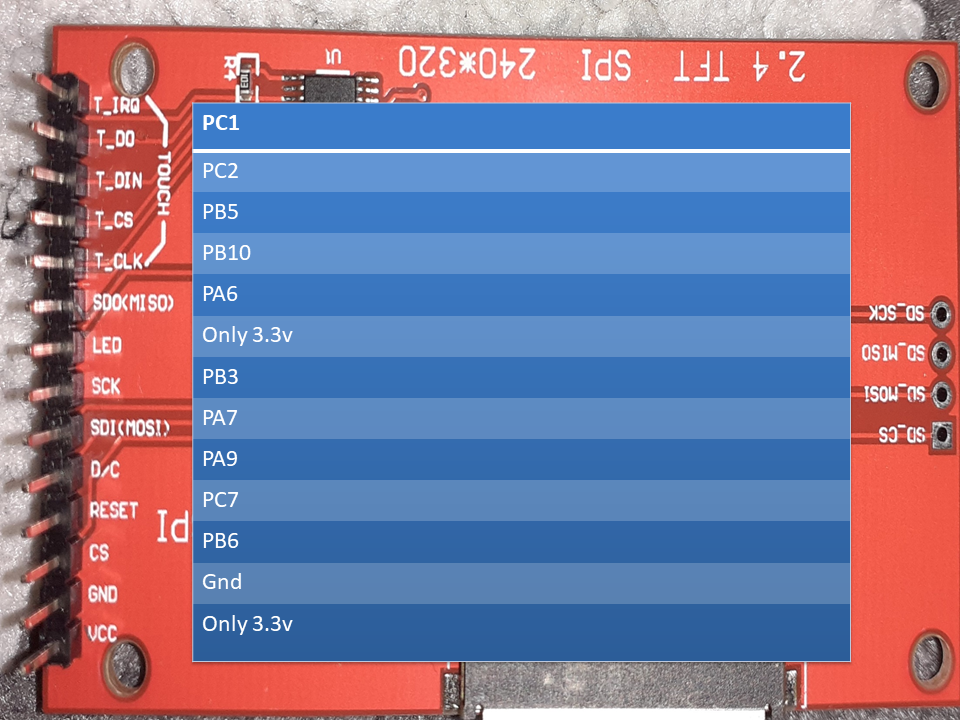 2.4 TFT SPI 240*320
R4
U1
T_IRQ
T_DO
T_DIN
T_CS
T_CLK
TOUCH
SDO(MISO)
LED
SCK
SDI(MOSI)
D/C
RESET
CS
GND
VCC
PC1
PC2
PB5
PB10
PA6
Only 3.3v
PB3
PA7
PA9
PC7
PB6
Gnd
Only 3.3v
SD_SCK
SD_MISO
SD_MOSI
SD_CS